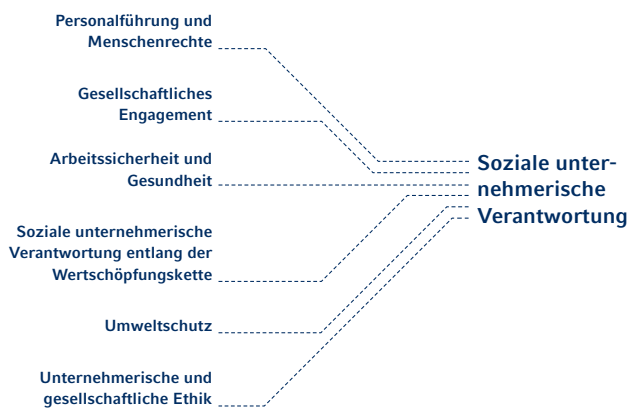 Personalführung und
Menschenrechte
Gesellschaftliches
Engagement
Arbeitssicherheit und
Gesundheit
Soziale unternehmerische
Verantwortung entlang der
Wertschöpfungskette
Umweltschutz
Unternehmerische und
gesellschaftliche Ethik
Soziale unter-
nehmerische
Verantwortung